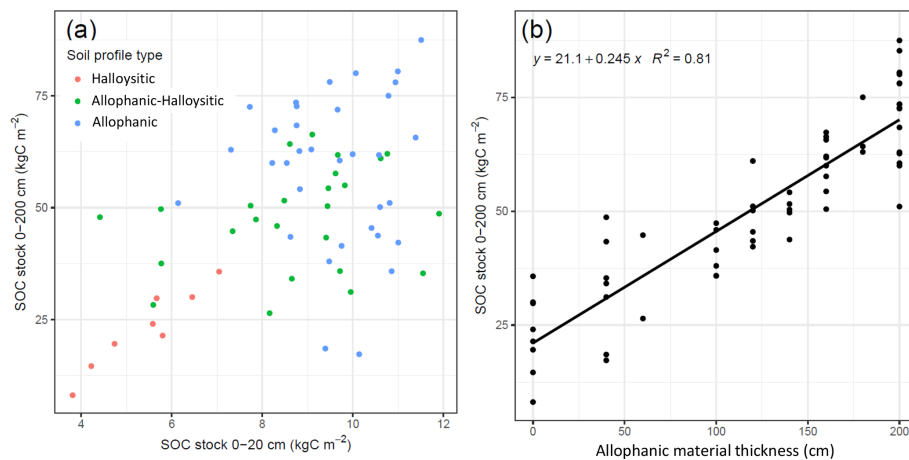 (a)
Soil profile type
Halloysitic
Allophanic-Halloysitic
Allophanic
SOC stock 0−200 cm (kgC m⁻²)
75
50
25
4
6
8
10
12
SOC stock 0−20 cm (kgC m⁻²)
(b)
y = 21.1 + 0.245 x R² = 0.81
SOC stock 0−200 cm (kgC m⁻²)
75
50
25
0
50
100
150
200
Allophanic material thickness (cm)